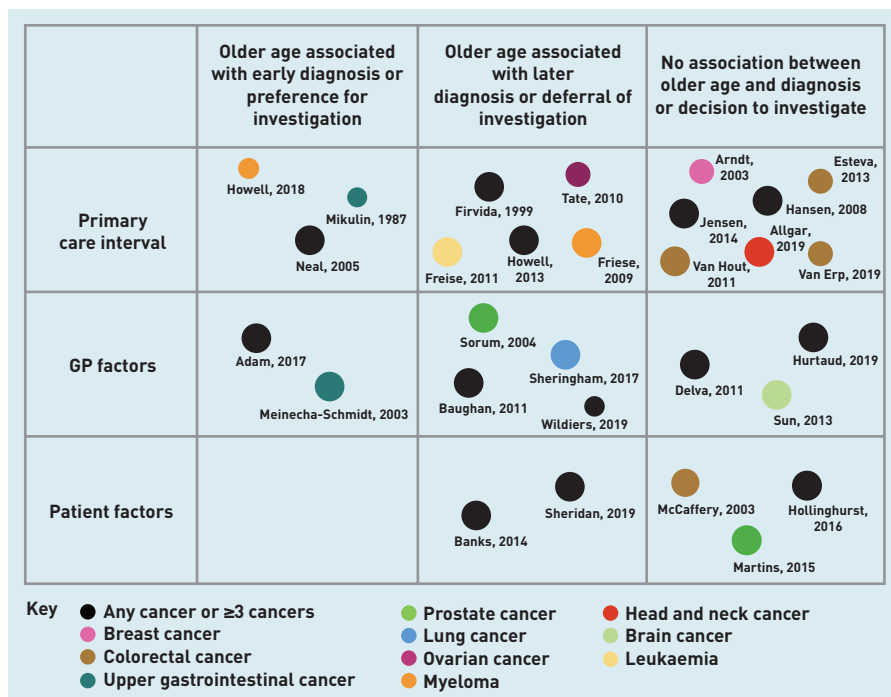 Older age associated
with early diagnosis or
preference for
investigation
Older age associated
with later
diagnosis or deferral of
investigation
No association between
older age and diagnosis
or decision to investigate
Primary
care interval
Howell, 2018
Mikulin, 1987
Neal, 2005
Firvida, 1999
Tate, 2010
Freise, 2011
Howell,
2013
Friese,
2009
Arndt,
2003
Esteva,
2013
Jensen,
2014
Hansen, 2008
Allgar,
2019
Van Hout,
2011
Van Erp, 2019
GP factors
Adam, 2017
Meinecha-Schmidt, 2003
Sorum, 2004
Sheringham, 2017
Baughan, 2011
Wildiers, 2019
Hurtaud, 2019
Delva, 2011
Sun, 2013
Patient factors
Sheridan, 2019
Banks, 2014
McCaffery, 2003
Hollinghurst,
2016
Martins, 2015
Key
Any cancer or ≥3 cancers
Breast cancer
Colorectal cancer
Upper gastrointestinal cancer
Prostate cancer
Lung cancer
Ovarian cancer
Myeloma
Head and neck cancer
Brain cancer
Leukaemia